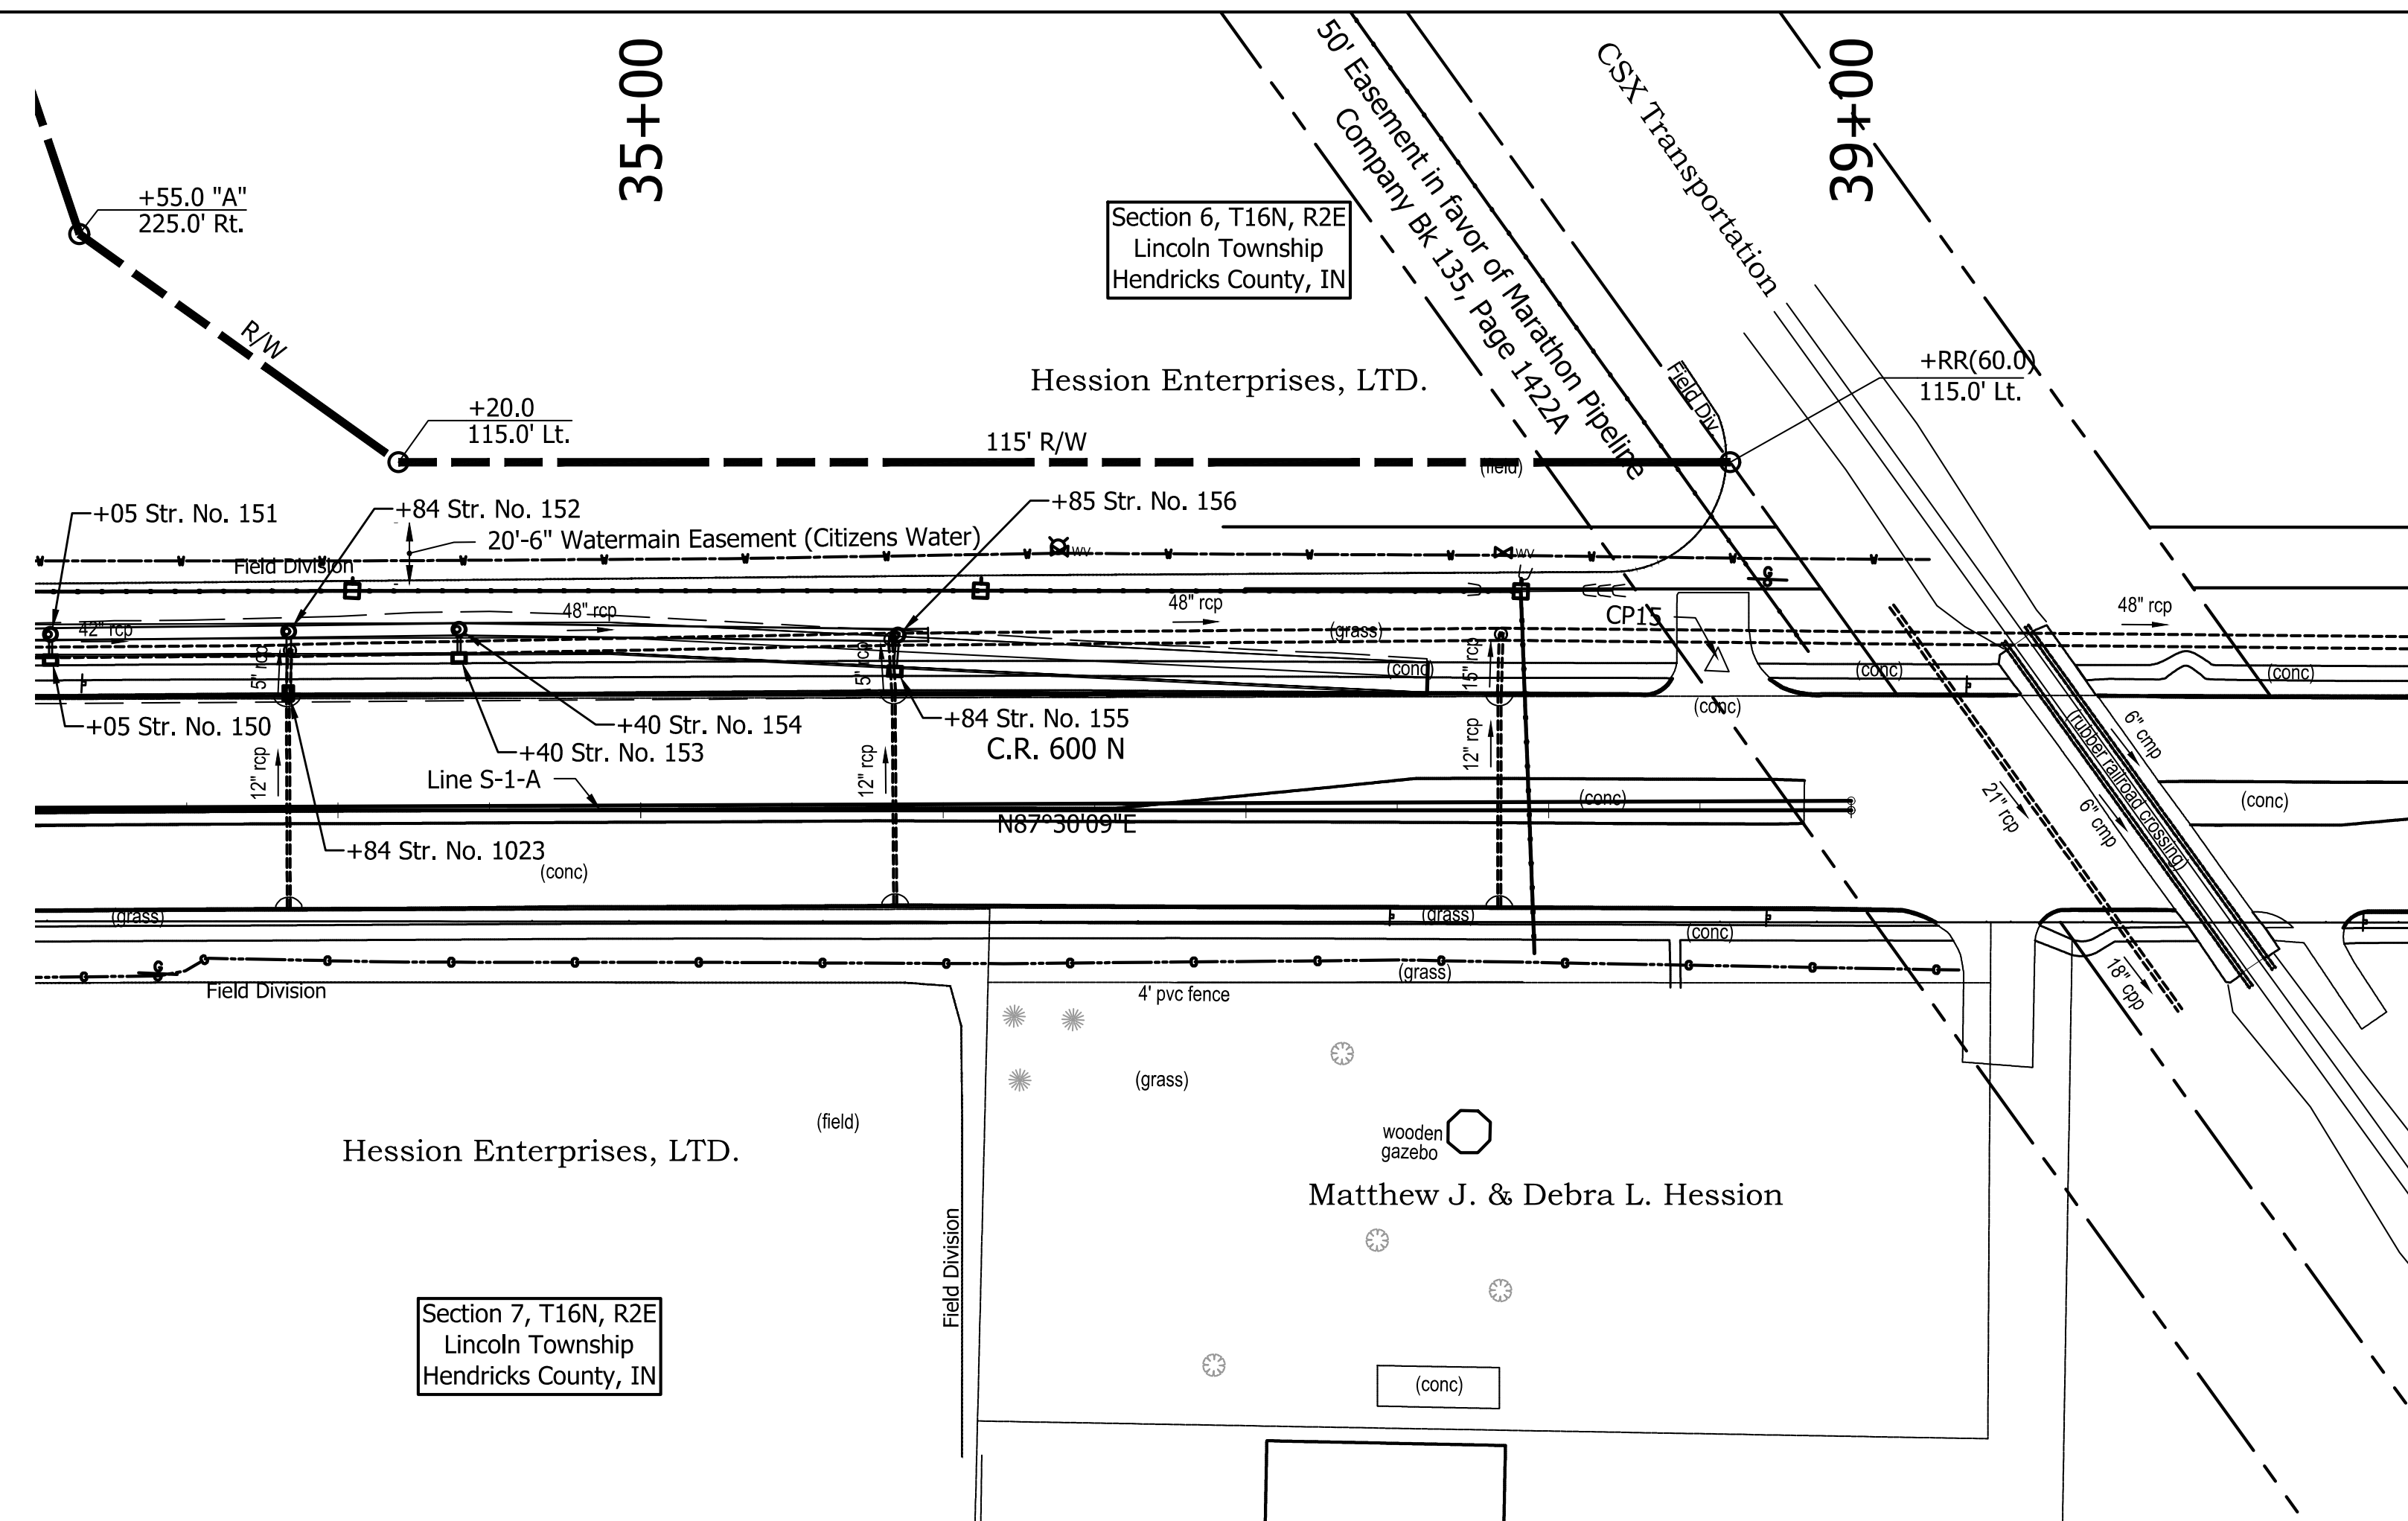 35+00
39+00
50' Easement in favor of Marathon Pipeline
Company Bk 135, Page 1422A
CSX Transportation
+55.0 "A"
225.0' Rt.
Section 6, T16N, R2E
Lincoln Township
Hendricks County, IN
R/W
+RR(60.0)
115.0' Lt.
Hession Enterprises, LTD.
Field Div.
+20.0
115.0' Lt.
115' R/W
(field)
+05 Str. No. 151
+84 Str. No. 152
+85 Str. No. 156
20'-6" Watermain Easement (Citizens Water)
W W W W W W W W W W W W W W
WV
WV
Field Division
G
42" rcp
48" rcp
48" rcp
CP15
48" rcp
(grass)
5" rcp
15" rcp
15" rcp
(conc)
(conc)
(conc)
(conc)
+05 Str. No. 150
+40 Str. No. 154
+84 Str. No. 155
+40 Str. No. 153
C.R. 600 N
12" rcp
12" rcp
12" rcp
6" cmp
(rubber railroad crossing)
6" cmp
21" rcp
Line S-1-A
(conc)
(conc)
N87°30'09"E
+84 Str. No. 1023
(conc)
(grass)
(grass)
(conc)
G
G G G G G G G G G G G G G G G G
(grass)
18" cpp
Field Division
4' pvc fence
(grass)
(field)
wooden
gazebo
Hession Enterprises, LTD.
Matthew J. & Debra L. Hession
Field Division
Section 7, T16N, R2E
Lincoln Township
Hendricks County, IN
(conc)